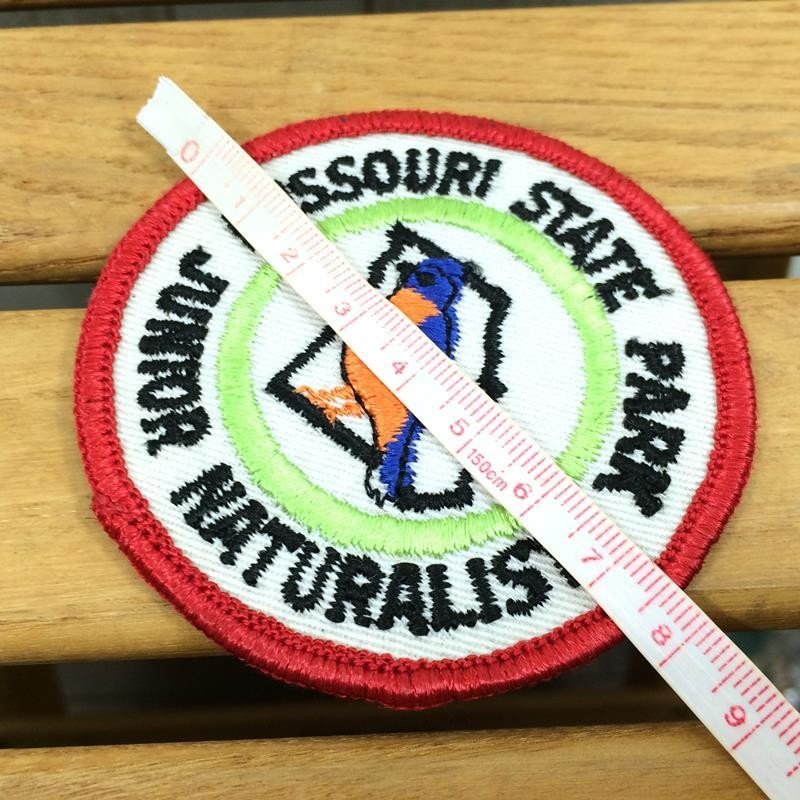 SSOURI STATE PARK
JUNIOR NATURALIS
0 1 2 3 4 5 6 7 8 9
150cm